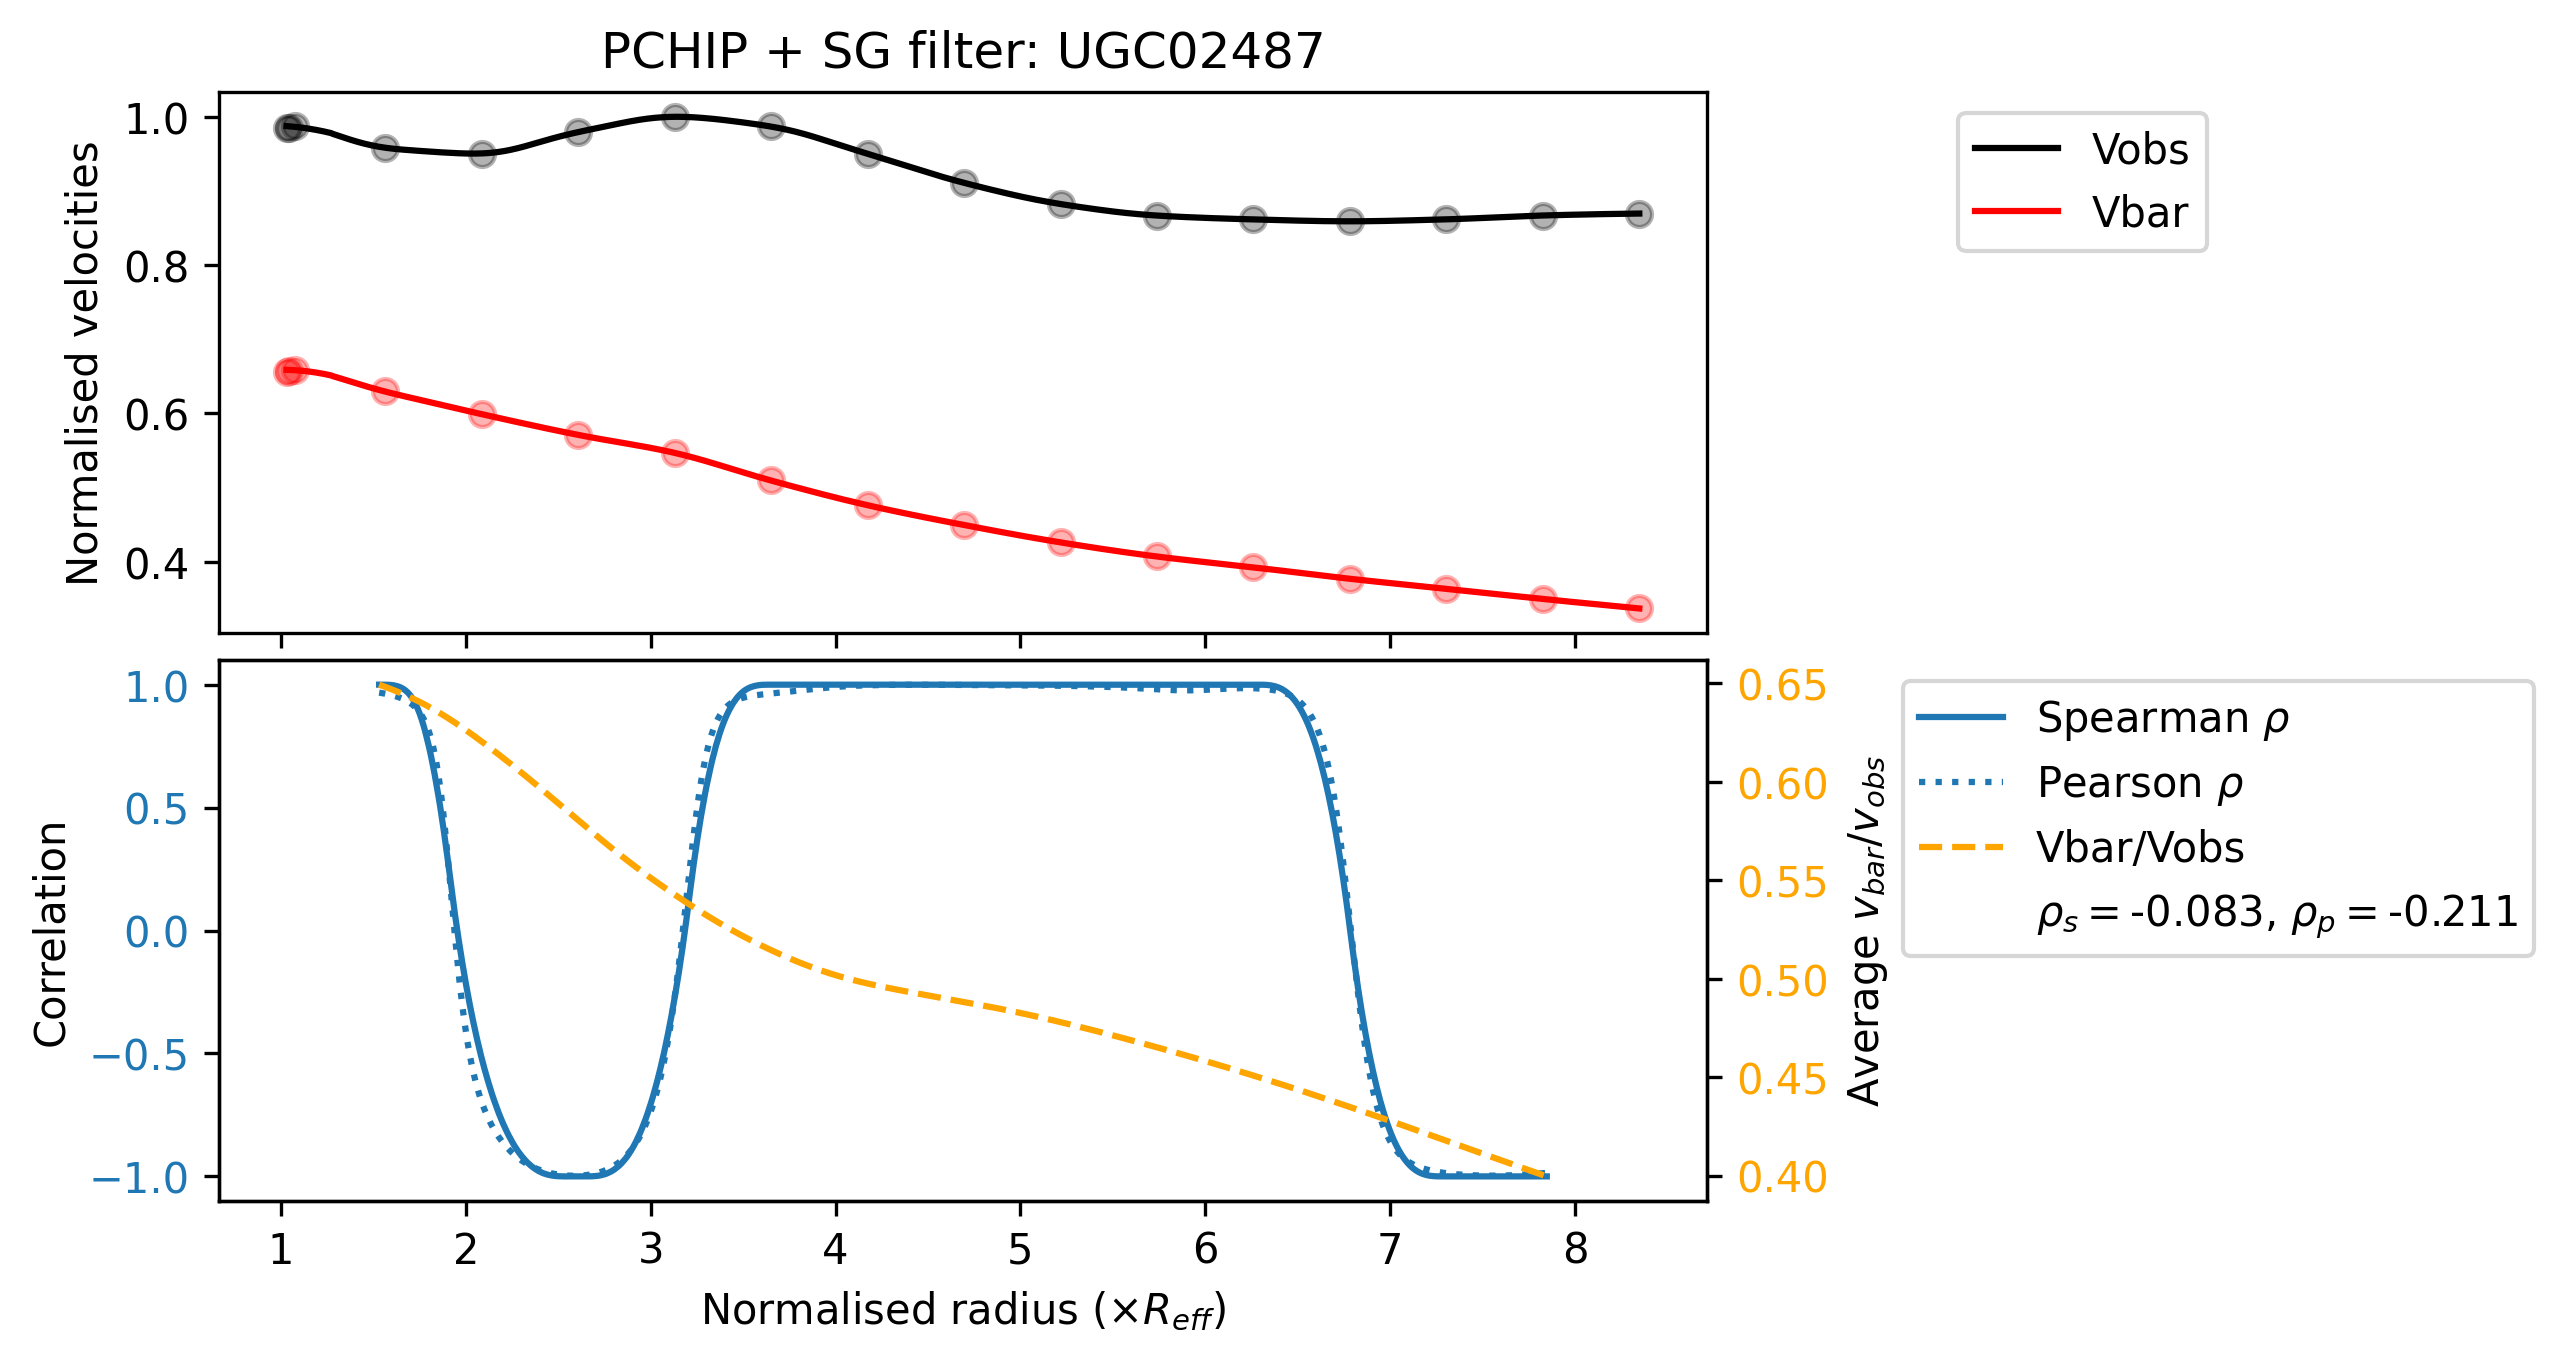 PCHIP + SG filter: UGC02487
Normalised velocities
1.0
0.8
0.6
0.4
Vobs
Vbar
Correlation
1.0
0.5
0.0
−0.5
−1.0
0.65
0.60
0.55
0.50
0.45
0.40
Average v_bar/v_obs
Spearman ρ
Pearson ρ
Vbar/Vobs
ρ_s = -0.083, ρ_p = -0.211
1 2 3 4 5 6 7 8
Normalised radius (×R_eff)